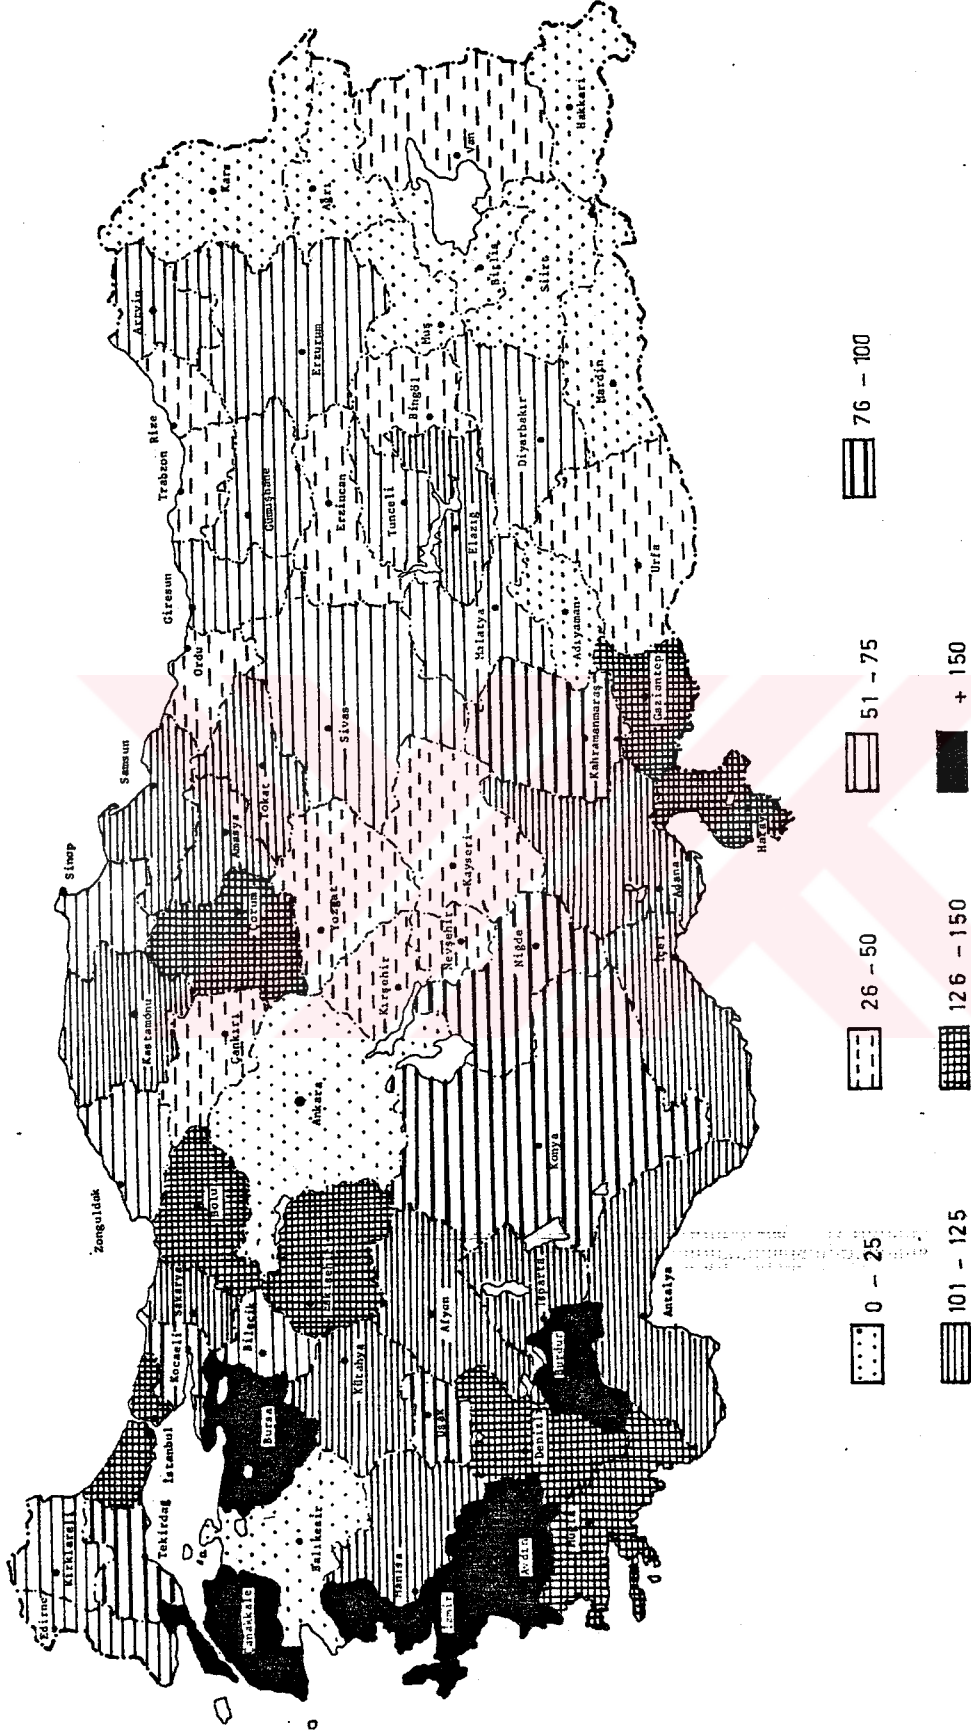 Edirne
Kırklareli
Tekirdağ
İstanbul
Çanakkale
Balıkesir
Bursa
Kocaeli
Sakarya
Bilecik
Bolu
Zonguldak
Kastamonu
Sinop
Samsun
Çankırı
Çorum
Amasya
Tokat
Ordu
Giresun
Trabzon
Rize
Artvin
Kars
Gümüşhane
Erzurum
Ağrı
Ankara
Eskişehir
Kütahya
Manisa
İzmir
Uşak
Afyon
Aydın
Denizli
Muğla
Burdur
Isparta
Antalya
Konya
Kırşehir
Yozgat
Nevşehir
Niğde
Kayseri
Sivas
Erzincan
Tunceli
Bingöl
Muş
Bitlis
Van
Elazığ
Malatya
Diyarbakır
Siirt
Hakkari
Mardin
Urfa
Adıyaman
Kahramanmaraş
Gaziantep
Hatay
Adana
İçel
0 - 25
26 - 50
51 - 75
76 - 100
101 - 125
126 - 150
+ 150